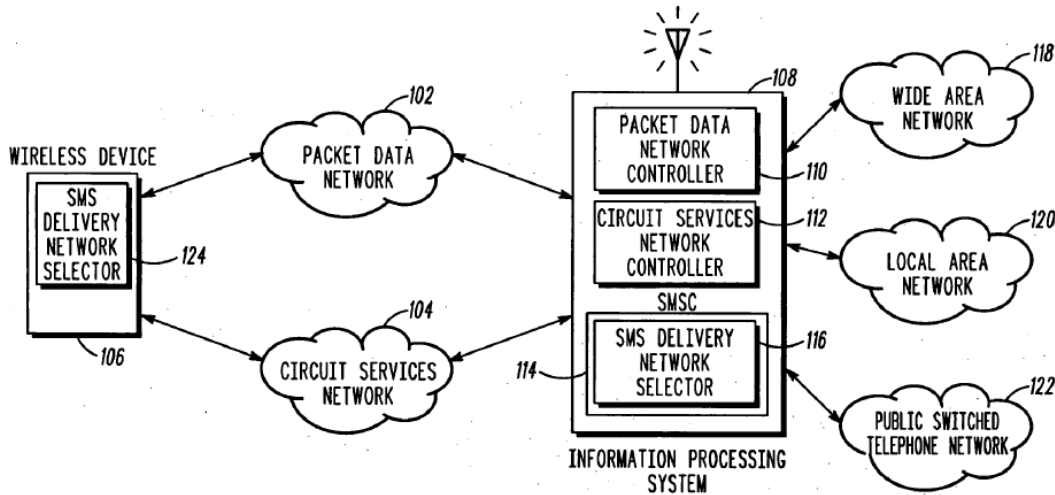 WIRELESS DEVICE
SMS
DELIVERY
NETWORK
SELECTOR
124
106
102
PACKET DATA
NETWORK
104
CIRCUIT SERVICES
NETWORK
108
PACKET DATA
NETWORK
CONTROLLER
110
CIRCUIT SERVICES
NETWORK
CONTROLLER
112
SMSC
SMS DELIVERY
NETWORK
SELECTOR
114
116
INFORMATION PROCESSING
SYSTEM
118
WIDE AREA
NETWORK
120
LOCAL AREA
NETWORK
122
PUBLIC SWITCHED
TELEPHONE NETWORK